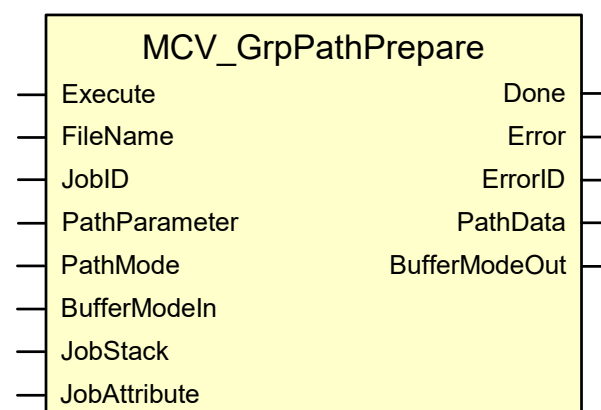 MCV_GrpPathPrepare
Execute Done
FileName Error
JobID ErrorID
PathParameter PathData
PathMode BufferModeOut
BufferModeIn
JobStack
JobAttribute